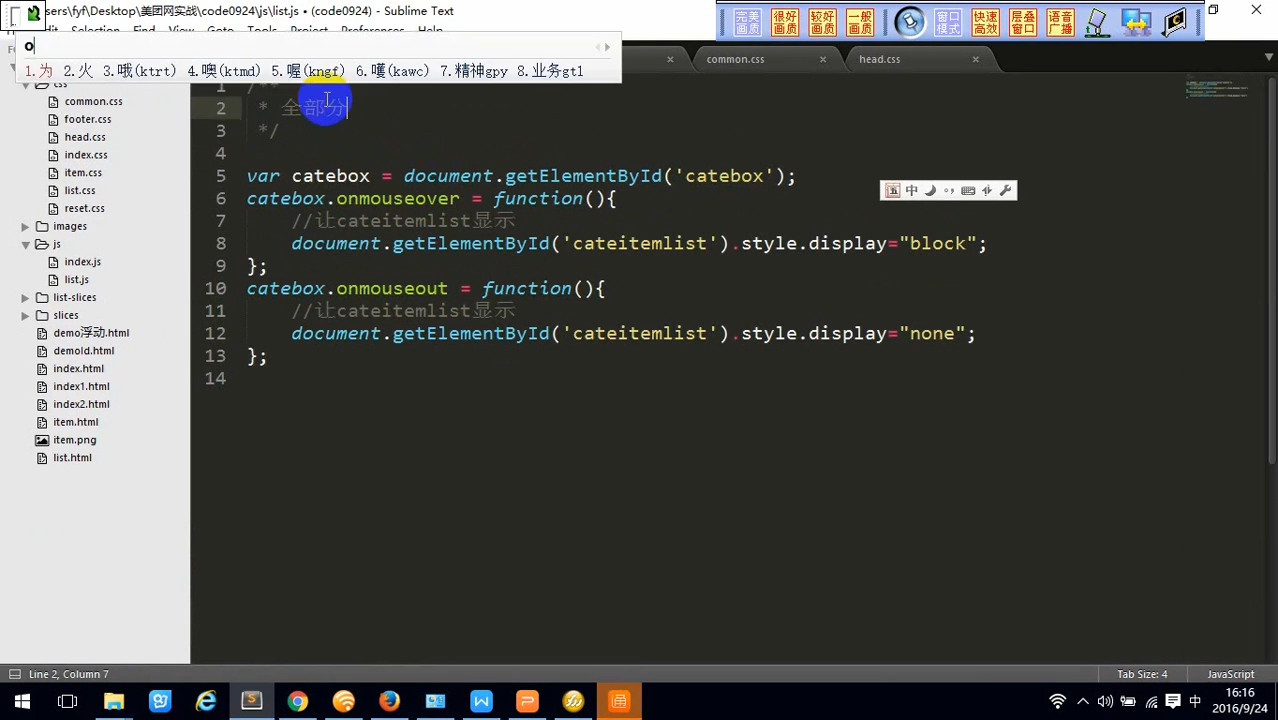 sers\fyf\Desktop\美团网实战\code0924\js\list.js • (code0924) - Sublime Text
完美画质 很好画质 较好画质 一般画质 窗口模式 快速高效 层叠窗口 语音广播
Selection View Goto Tools Project Preferences Help
o
1.为 2.火 3.哦(ktrt) 4.噢(ktmd) 5.喔(kngf) 6.嚄(kawc) 7.精神gpy 8.业务gtl
common.css
head.css
css
common.css
footer.css
head.css
index.css
item.css
list.css
reset.css
images
js
index.js
list.js
list-slices
slices
demo浮动.html
demold.html
index.html
index1.html
index2.html
item.html
item.png
list.html
1 /**
2 * 全部分
3 */
4
5 var catebox = document.getElementById('catebox');
6 catebox.onmouseover = function(){
7 //让cateitemlist显示
8 document.getElementById('cateitemlist').style.display="block";
9 };
10 catebox.onmouseout = function(){
11 //让cateitemlist显示
12 document.getElementById('cateitemlist').style.display="none";
13 };
14
五 中
Line 2, Column 7
Tab Size: 4
JavaScript
中
16:16
2016/9/24